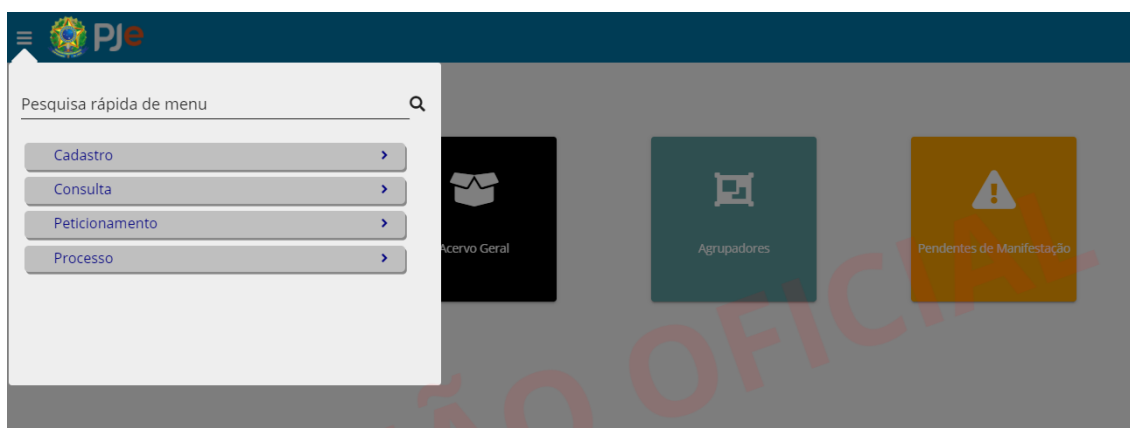 PJe
Pesquisa rápida de menu
Cadastro
Consulta
Peticionamento
Processo
Acervo Geral
Agrupadores
Pendentes de Manifestação
ÃO OFICIAL